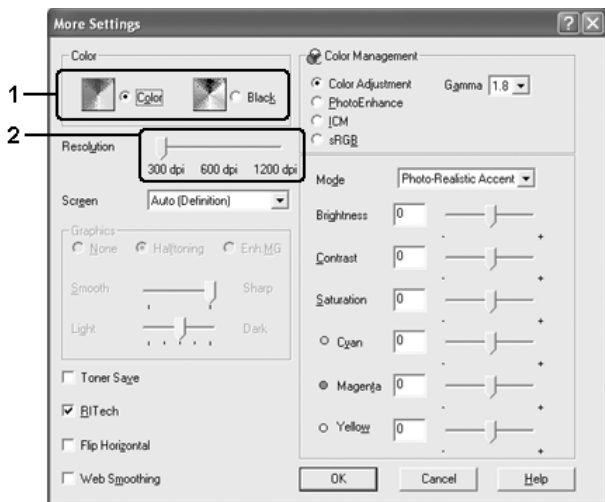 More Settings
Color
1
Color
Black
2
Resolution
300 dpi 600 dpi 1200 dpi
Screen
Auto (Definition)
Graphics
None
Halftoning
Enh.MG
Smooth
Sharp
Light
Dark
Toner Save
RITech
Flip Horizontal
Web Smoothing
Color Management
Color Adjustment
PhotoEnhance
ICM
sRGB
Gamma 1.8
Mode
Photo-Realistic Accent
Brightness 0
- +
Contrast 0
- +
Saturation 0
- +
Cyan 0
- +
Magenta 0
- +
Yellow 0
- +
OK
Cancel
Help